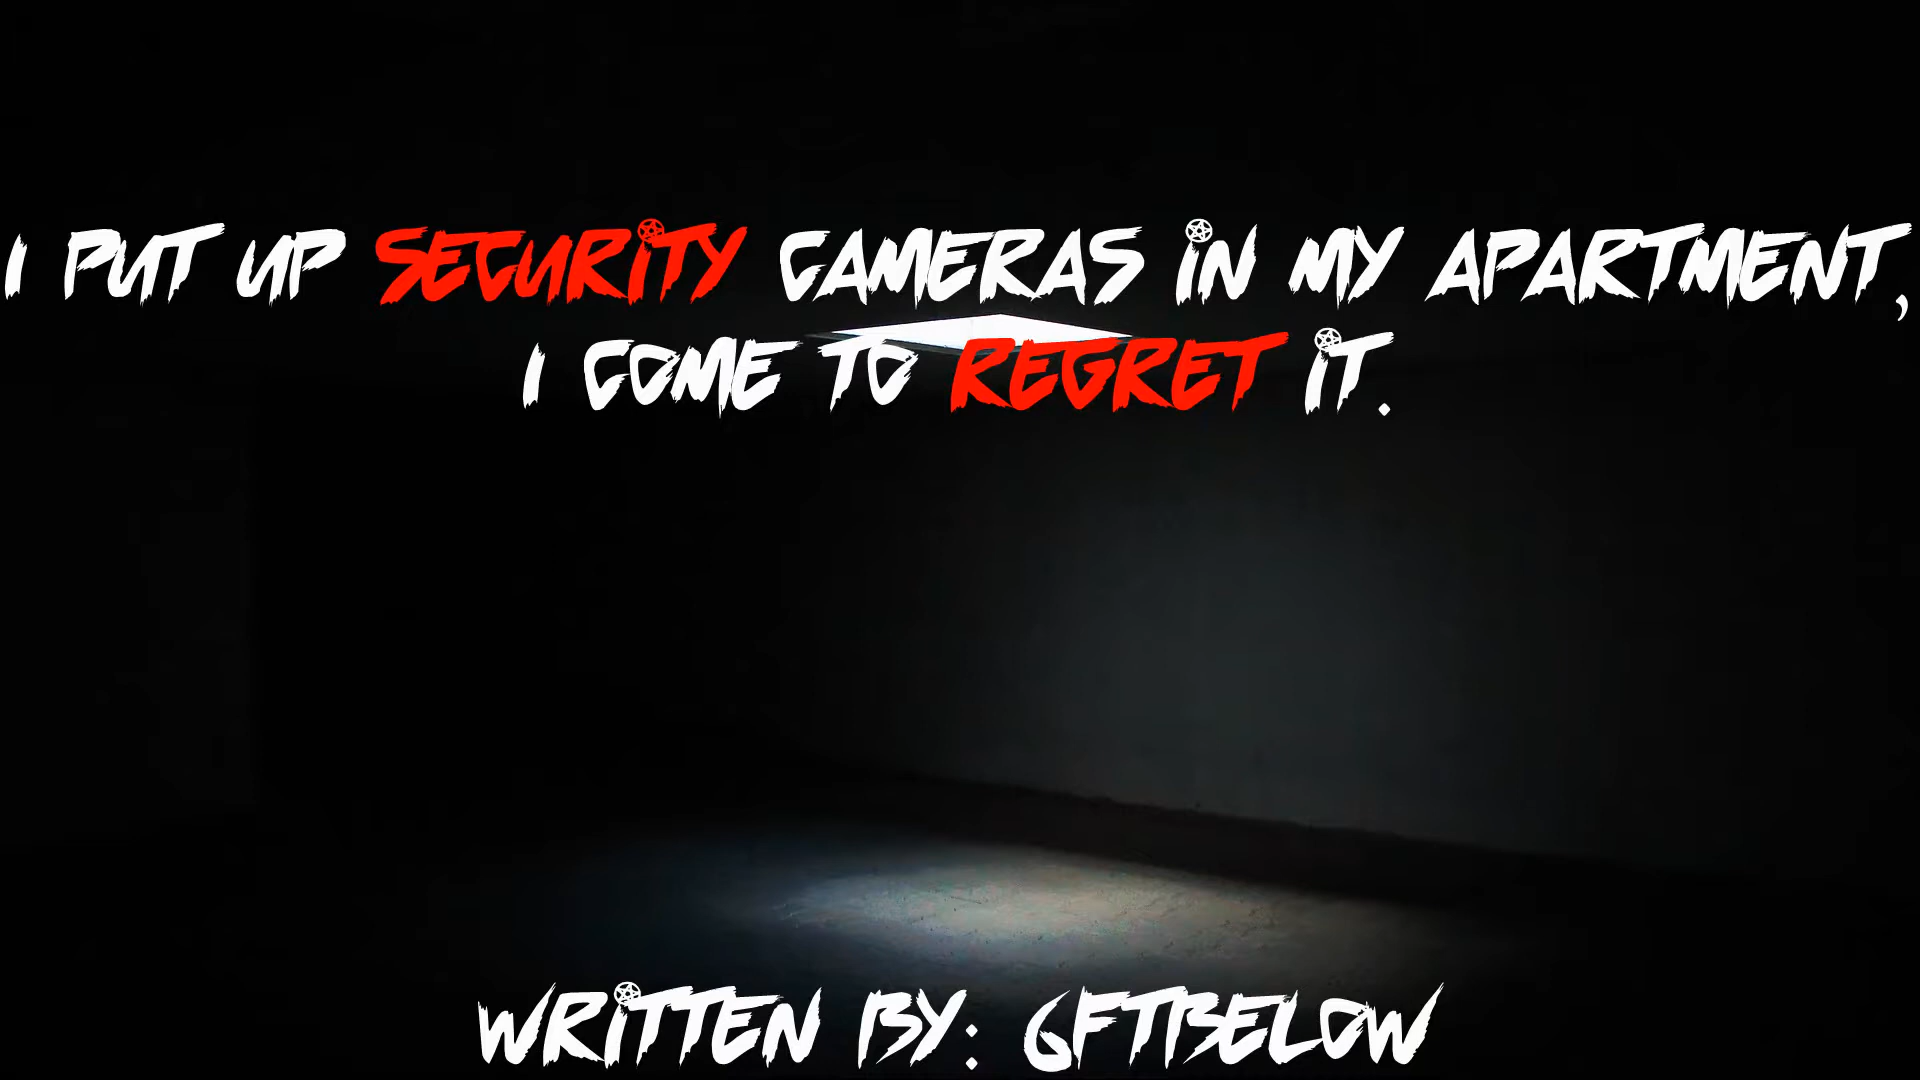 I PUT UP SECURITY CAMERAS IN MY APARTMENT,
I COME TO REGRET IT.
WRITTEN BY: 6FTBELOW